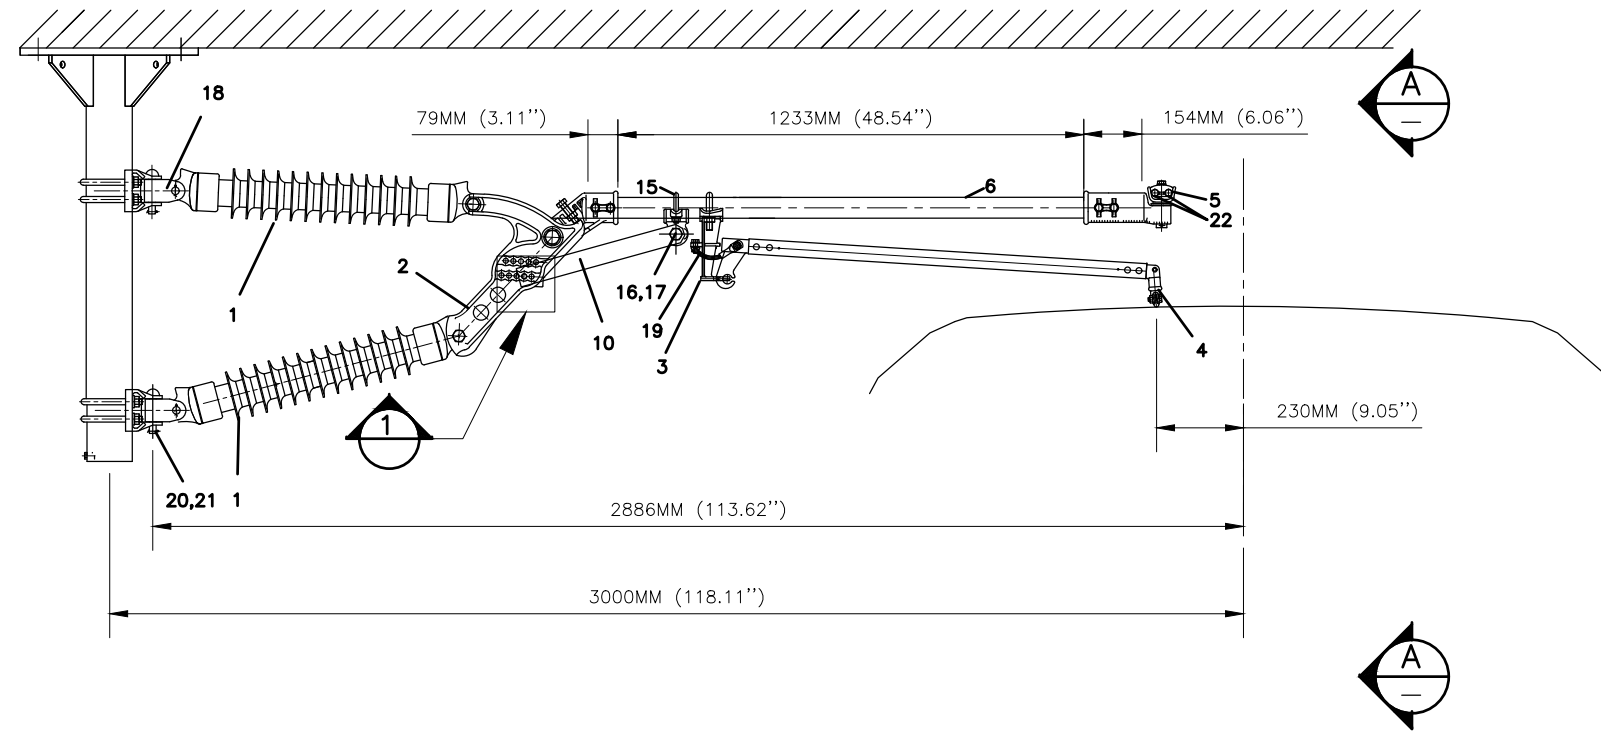 A
—
18
79MM (3.11’’)
1233MM (48.54’’)
154MM (6.06’’)
15
6
5
22
2
1
16,17
19
10
3
4
230MM (9.05’’)
1
20,21 1
2886MM (113.62’’)
3000MM (118.11’’)
A
—